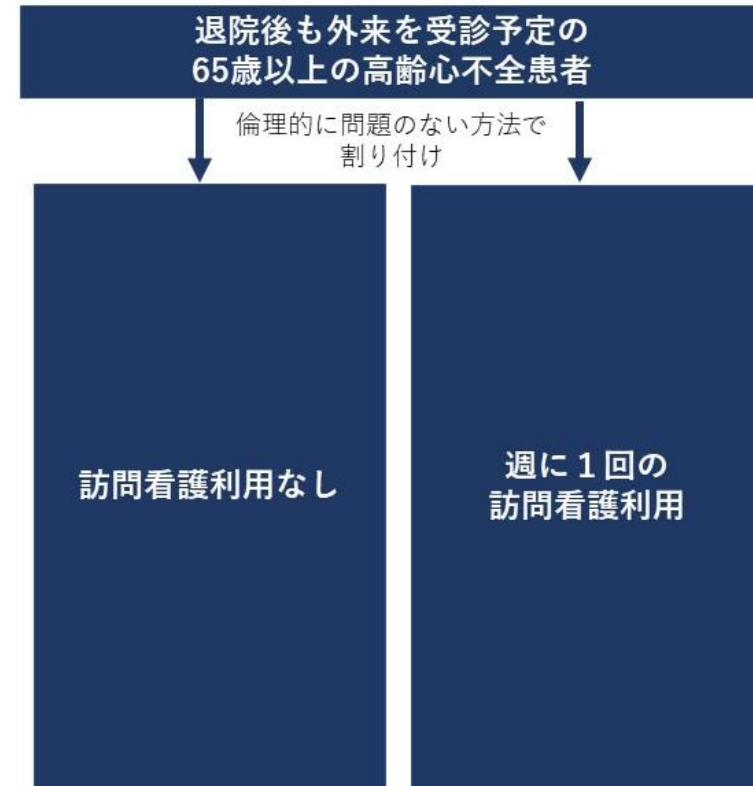 退院後も外来を受診予定の
65歳以上の高齢心不全患者
倫理的に問題のない方法で
割り付け
訪問看護利用なし
週に１回の
訪問看護利用